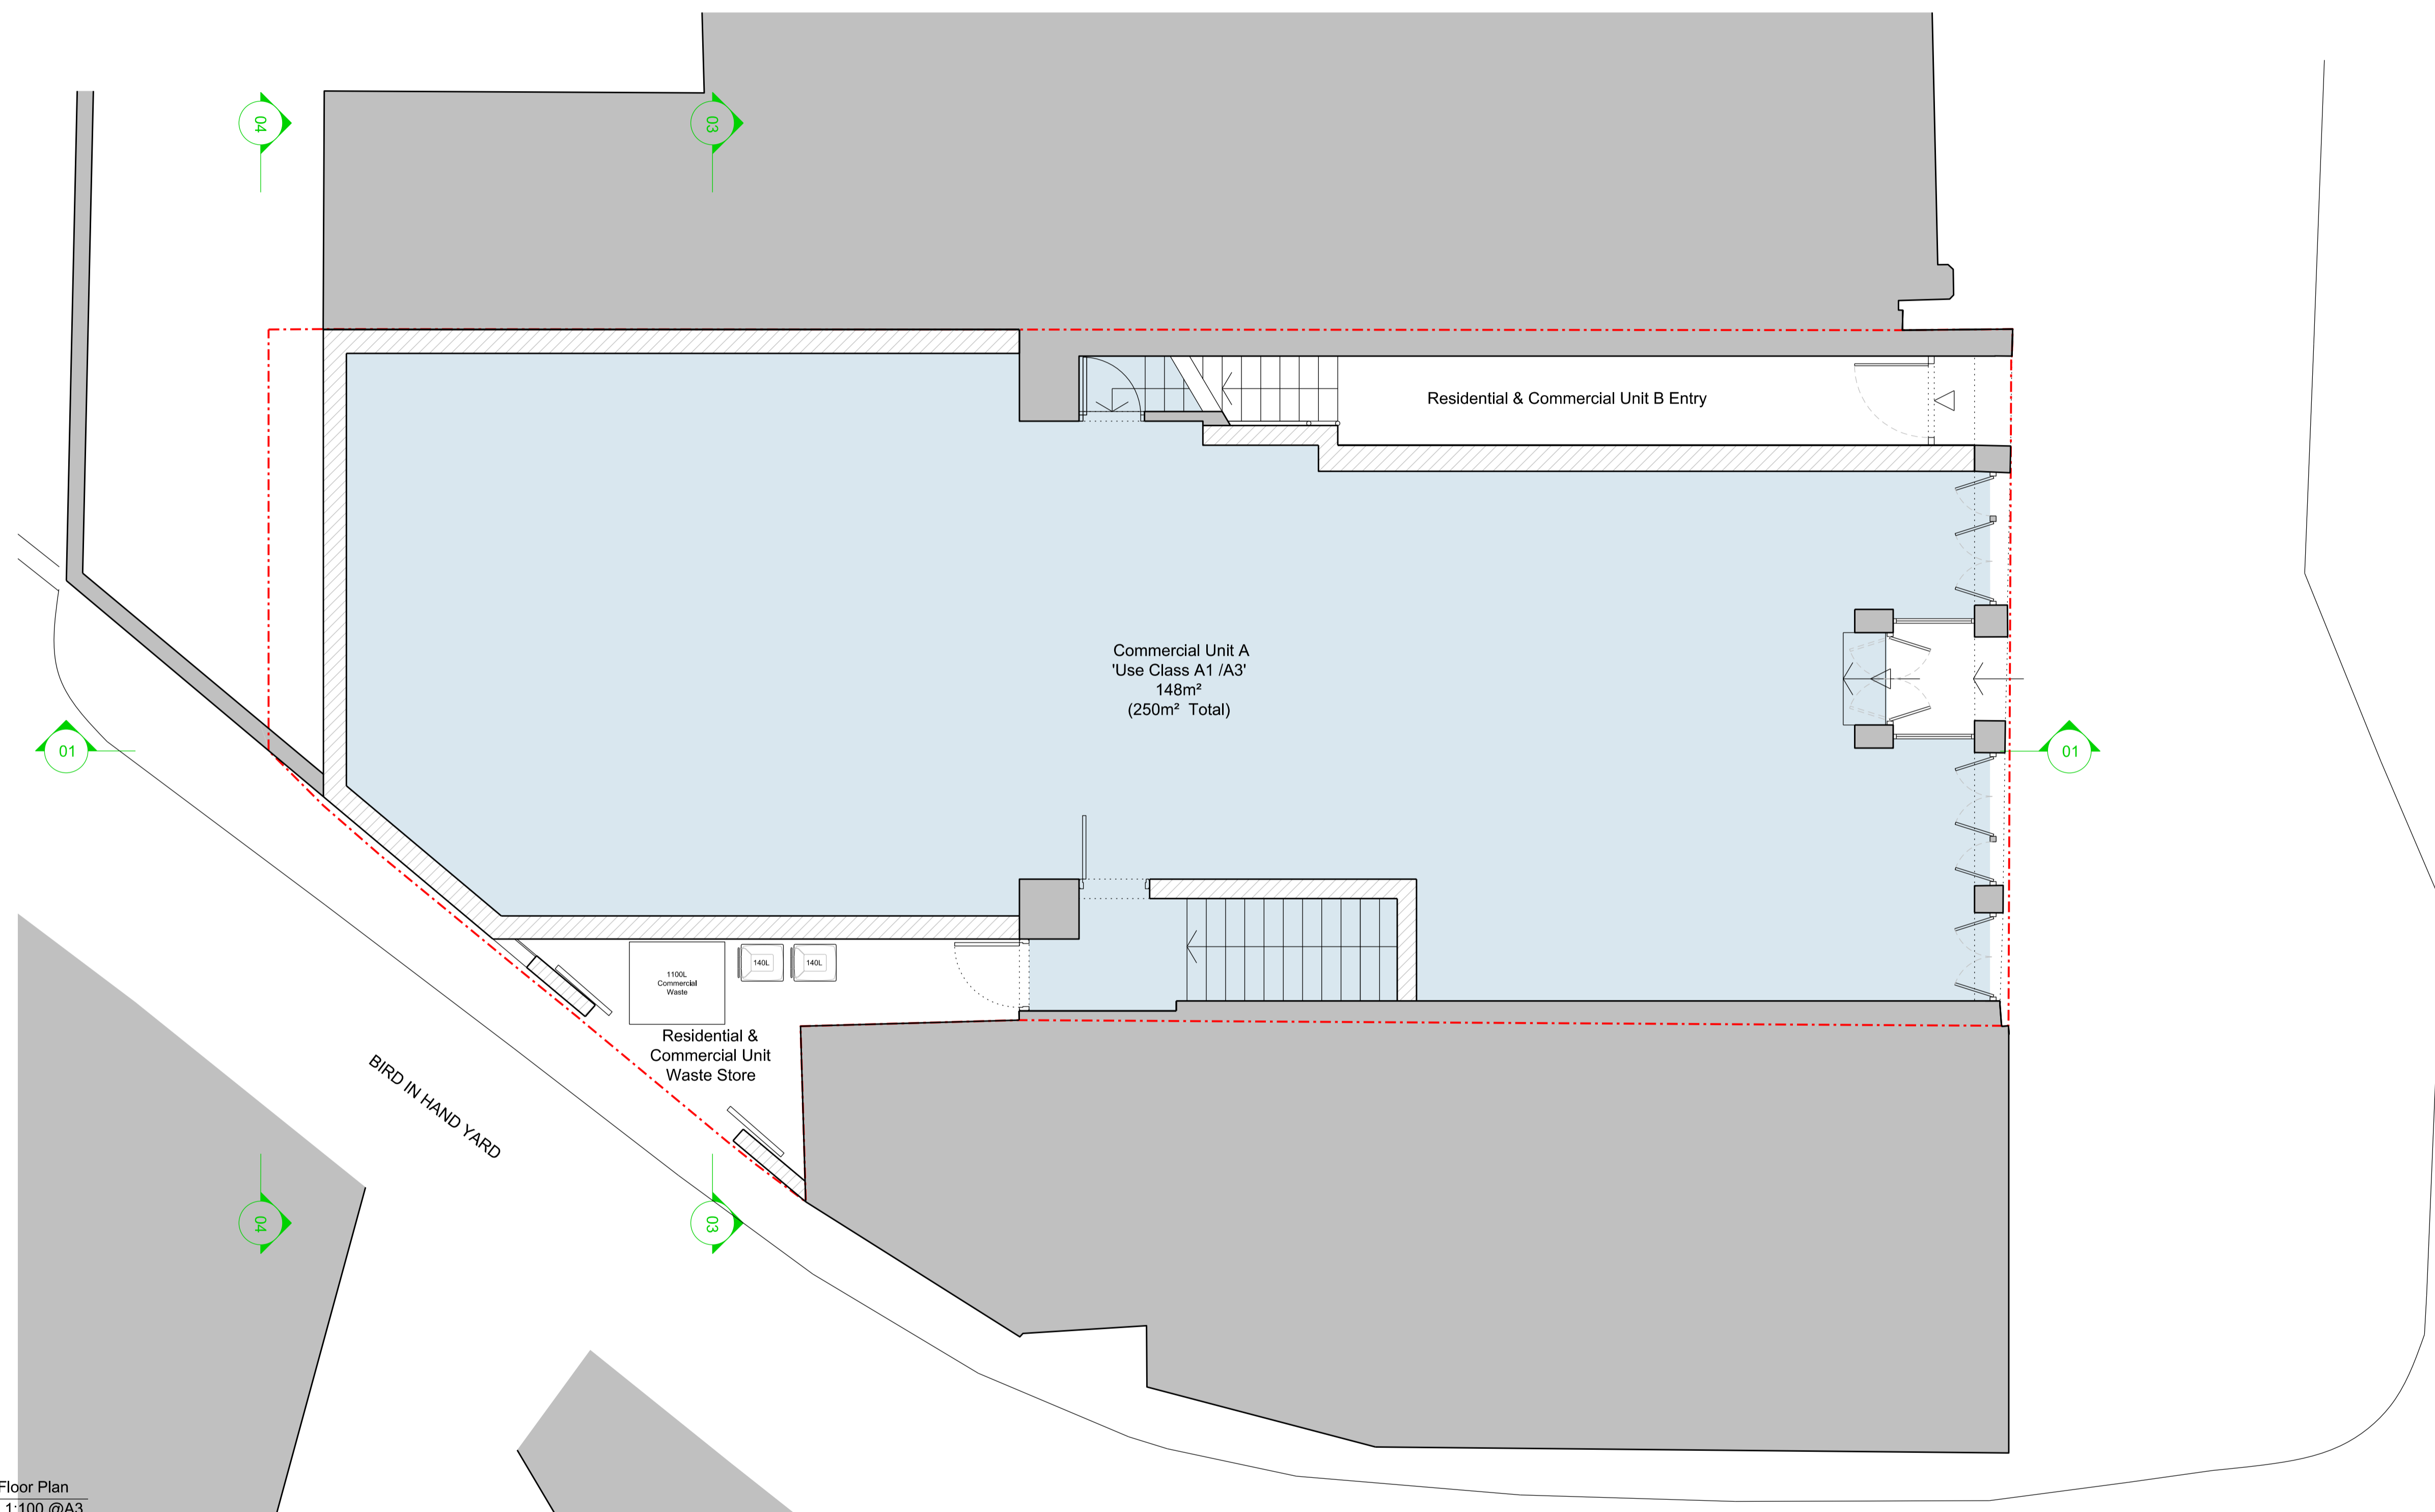 04
03
Residential & Commercial Unit B Entry
Commercial Unit A
'Use Class A1 /A3'
148m²
(250m² Total)
01
01
1100L
Commercial
Waste
140L
140L
Residential &
Commercial Unit
Waste Store
BIRD IN HAND YARD
04
03
Floor Plan
1:100 @A3